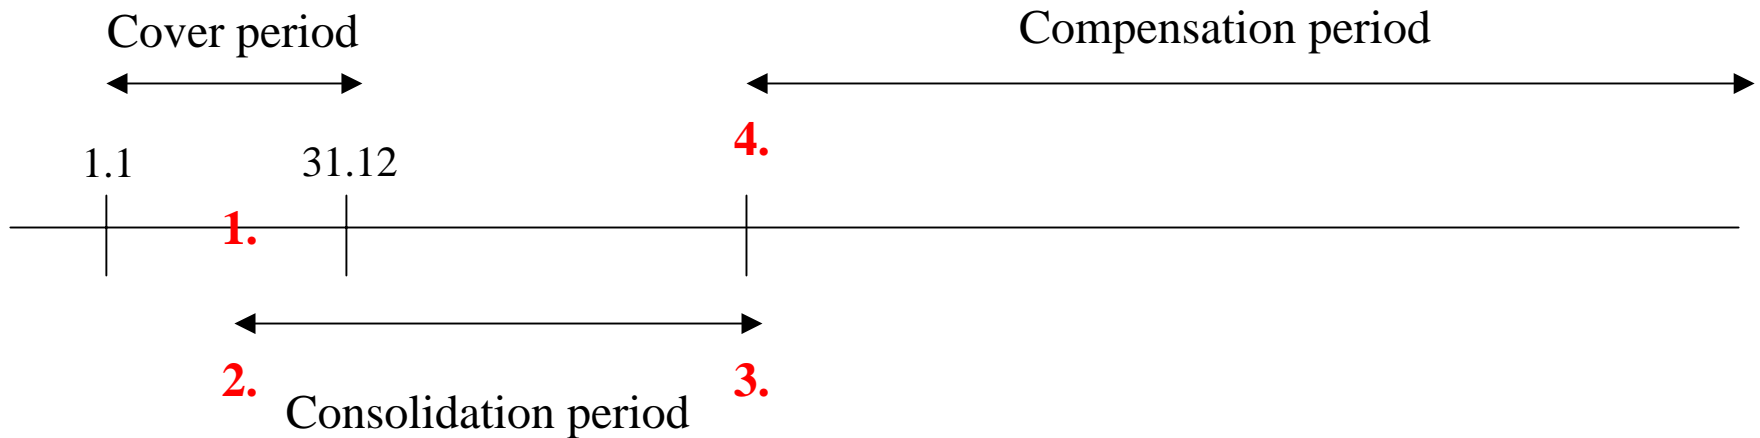 Cover period
Compensation period
4.
1.1
31.12
1.
2.
3.
Consolidation period